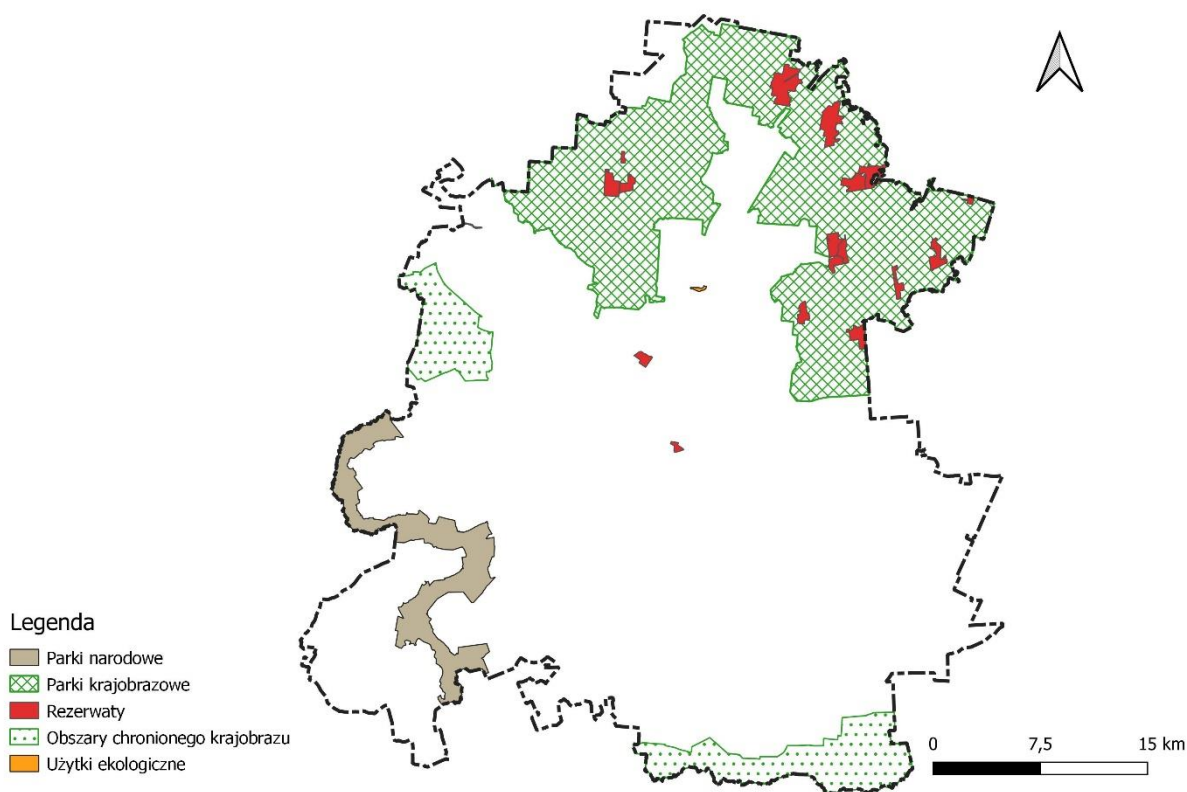 Legenda
Parki narodowe
Parki krajobrazowe
Rezerwaty
Obszary chronionego krajobrazu
Użytki ekologiczne
0 7,5 15 km